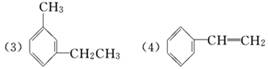 CH₃
(3) CH₂CH₃ (4) CH=CH₂